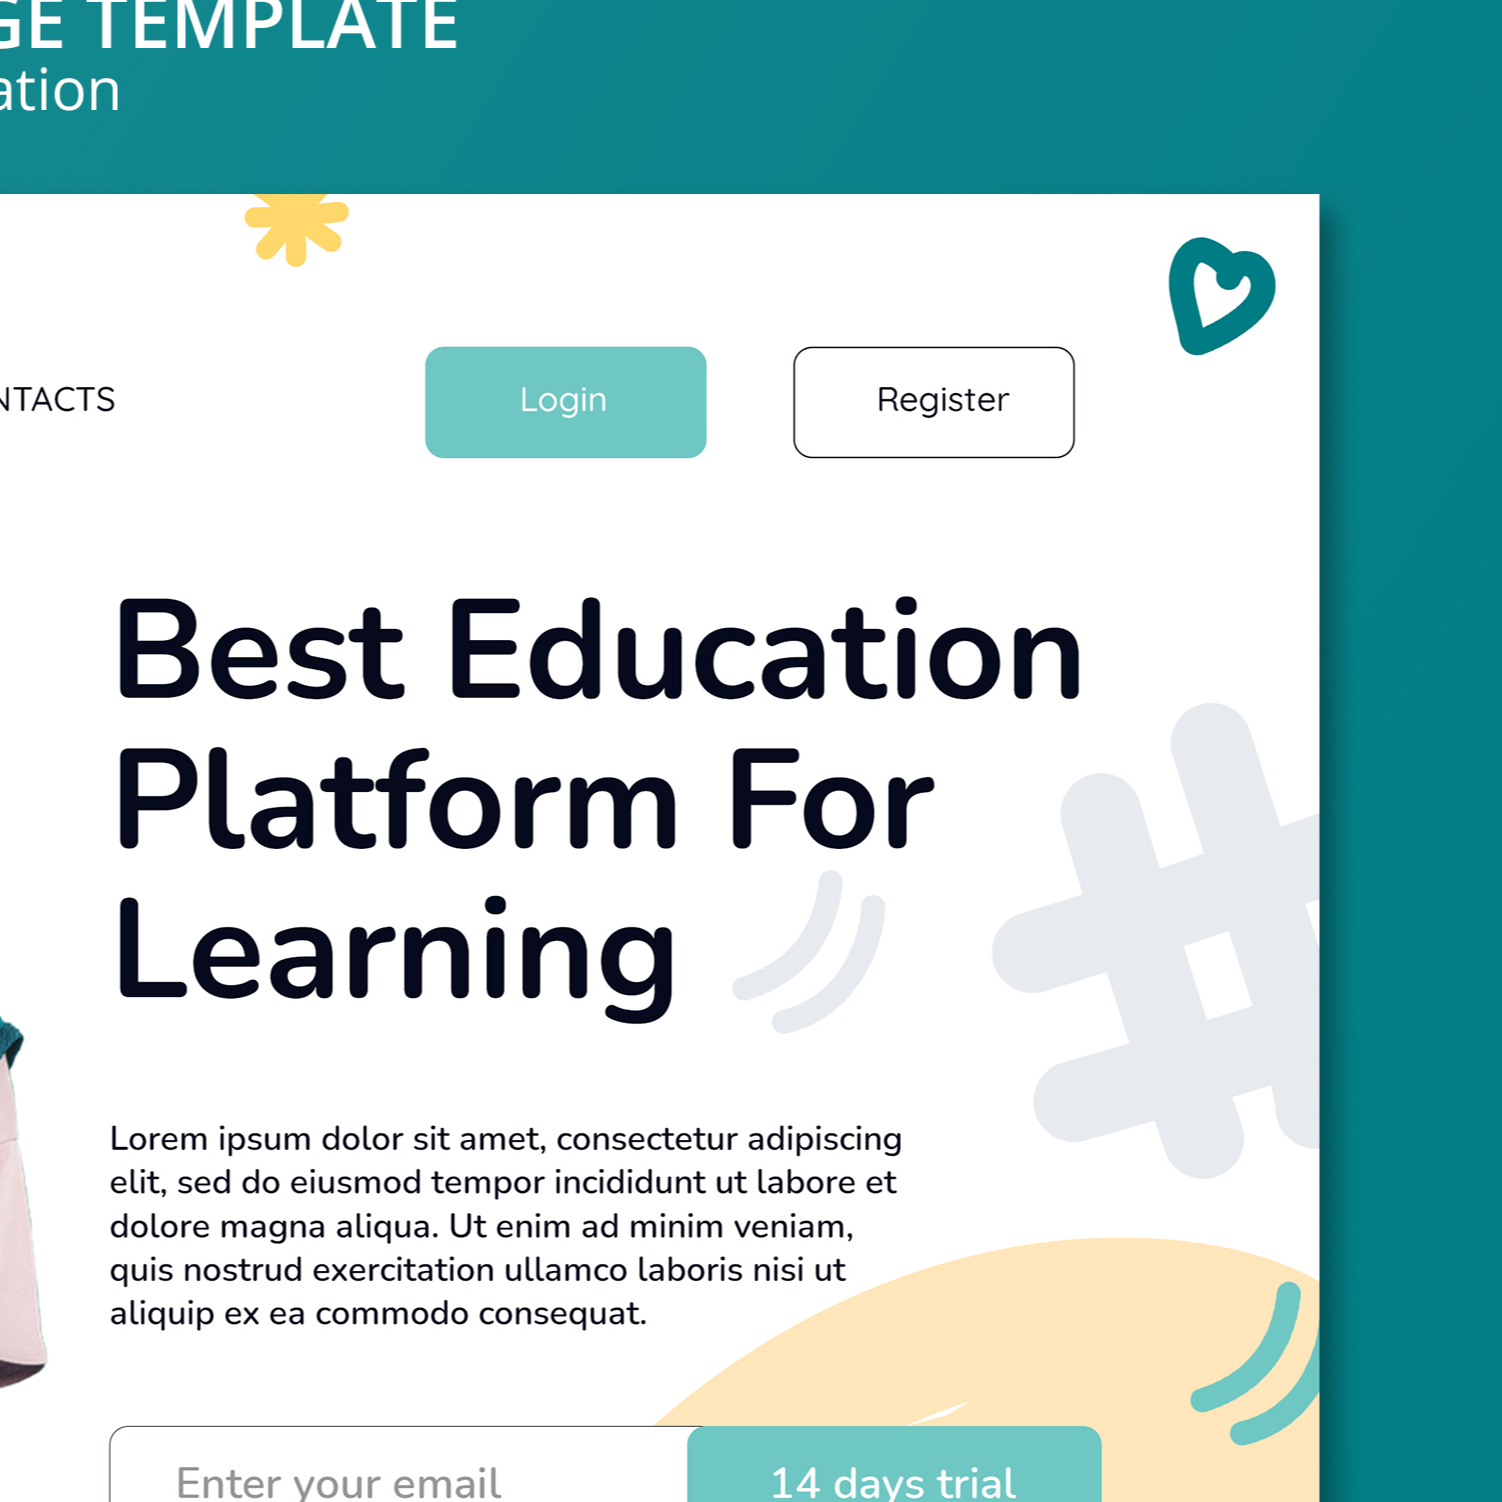 GE TEMPLATE
ation
NTACTS
Login
Register
Best Education
Platform For
Learning
Lorem ipsum dolor sit amet, consectetur adipiscing
elit, sed do eiusmod tempor incididunt ut labore et
dolore magna aliqua. Ut enim ad minim veniam,
quis nostrud exercitation ullamco laboris nisi ut
aliquip ex ea commodo consequat.
Enter your email
14 days trial